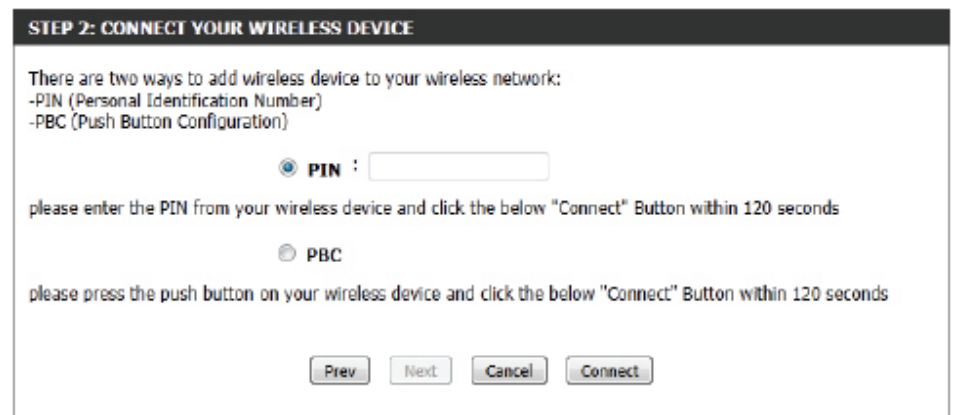 STEP 2: CONNECT YOUR WIRELESS DEVICE
There are two ways to add wireless device to your wireless network:
-PIN (Personal Identification Number)
-PBC (Push Button Configuration)
PIN :
please enter the PIN from your wireless device and click the below "Connect" Button within 120 seconds
PBC
please press the push button on your wireless device and click the below "Connect" Button within 120 seconds
Prev Next Cancel Connect